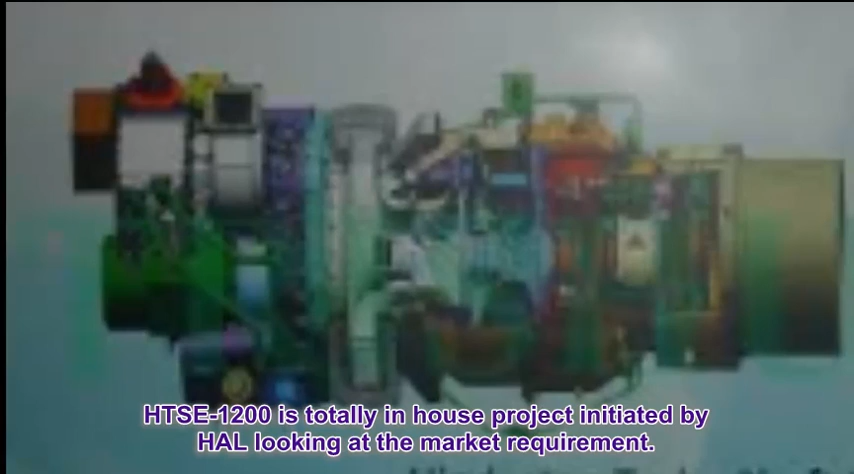 HTSE-1200 is totally in house project initiated by
HAL looking at the market requirement.